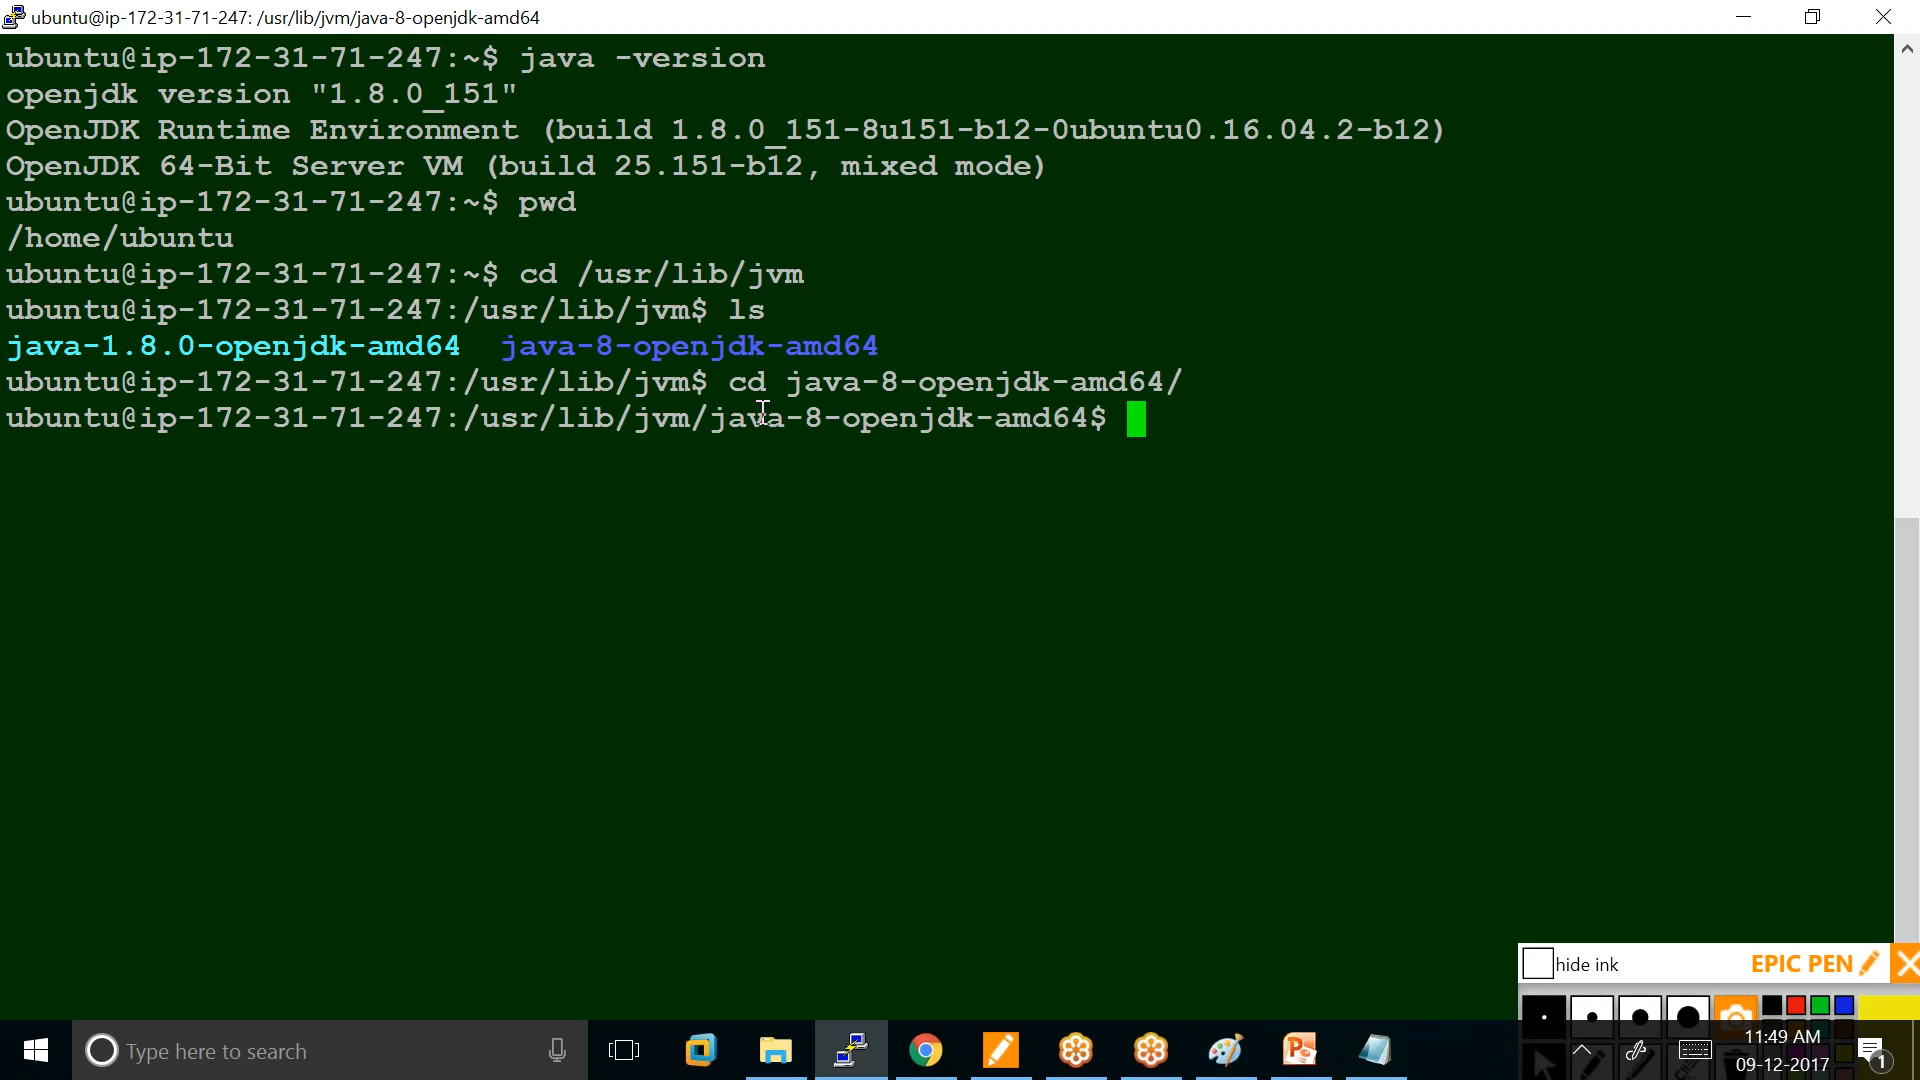 ubuntu@ip-172-31-71-247: /usr/lib/jvm/java-8-openjdk-amd64
ubuntu@ip-172-31-71-247:~$ java -version
openjdk version "1.8.0_151"
OpenJDK Runtime Environment (build 1.8.0_151-8u151-b12-0ubuntu0.16.04.2-b12)
OpenJDK 64-Bit Server VM (build 25.151-b12, mixed mode)
ubuntu@ip-172-31-71-247:~$ pwd
/home/ubuntu
ubuntu@ip-172-31-71-247:~$ cd /usr/lib/jvm
ubuntu@ip-172-31-71-247:/usr/lib/jvm$ ls
java-1.8.0-openjdk-amd64  java-8-openjdk-amd64
ubuntu@ip-172-31-71-247:/usr/lib/jvm$ cd java-8-openjdk-amd64/
ubuntu@ip-172-31-71-247:/usr/lib/jvm/java-8-openjdk-amd64$
hide ink EPIC PEN
Type here to search
11:49 AM
09-12-2017
1